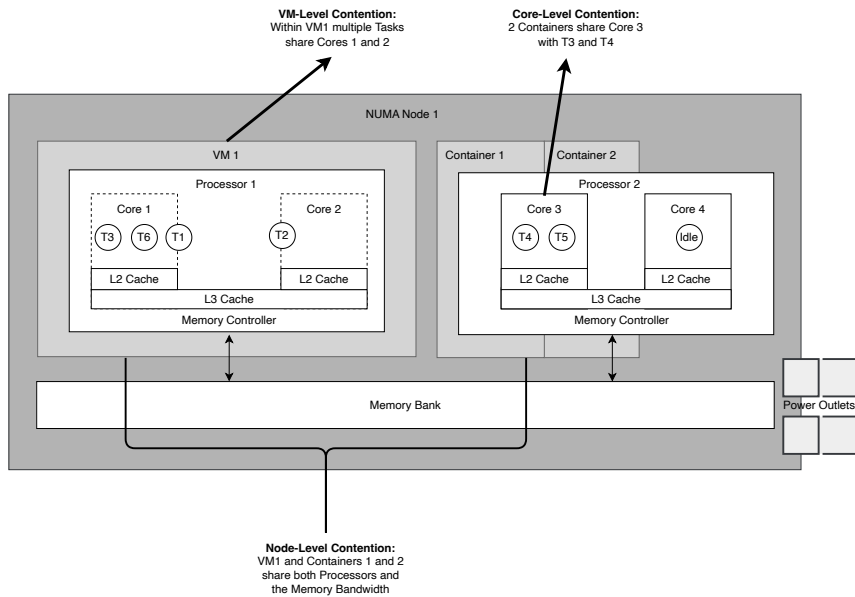 VM-Level Contention:
Within VM1 multiple Tasks
share Cores 1 and 2
Core-Level Contention:
2 Containers share Core 3
with T3 and T4
NUMA Node 1
VM 1
Processor 1
Core 1
T3
T6
T1
Core 2
T2
L2 Cache
L2 Cache
L3 Cache
Memory Controller
Container 1
Container 2
Processor 2
Core 3
T4
T5
Core 4
Idle
L2 Cache
L2 Cache
L3 Cache
Memory Controller
Memory Bank
Power Outlets
Node-Level Contention:
VM1 and Containers 1 and 2
share both Processors and
the Memory Bandwidth